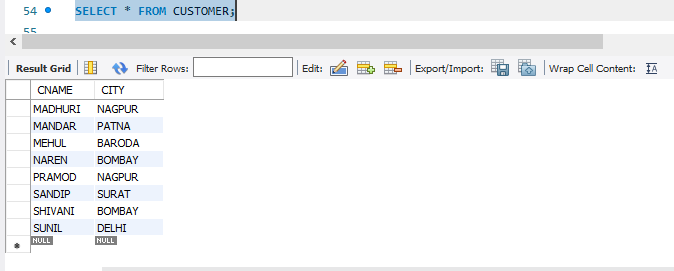 54 SELECT * FROM CUSTOMER;
55
Result Grid Filter Rows: Edit: Export/Import: Wrap Cell Content: IA
CNAME CITY
MADHURI NAGPUR
MANDAR PATNA
MEHUL BARODA
NAREN BOMBAY
PRAMOD NAGPUR
SANDIP SURAT
SHIVANI BOMBAY
SUNIL DELHI
* NULL NULL